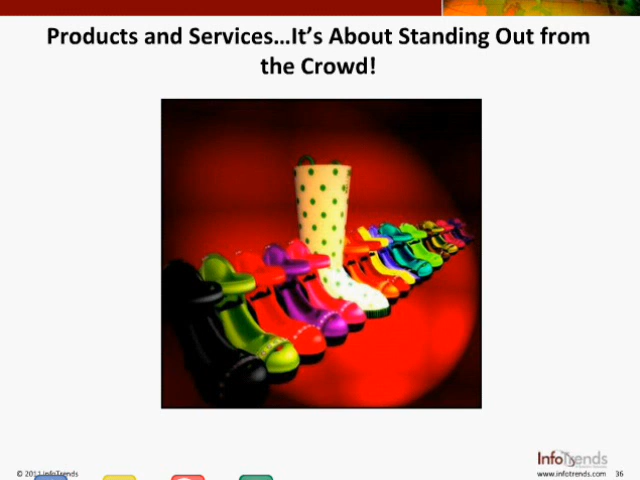 Products and Services…It’s About Standing Out from
the Crowd!
InfoTrends
© 2011 InfoTrends
www.infotrends.com
36